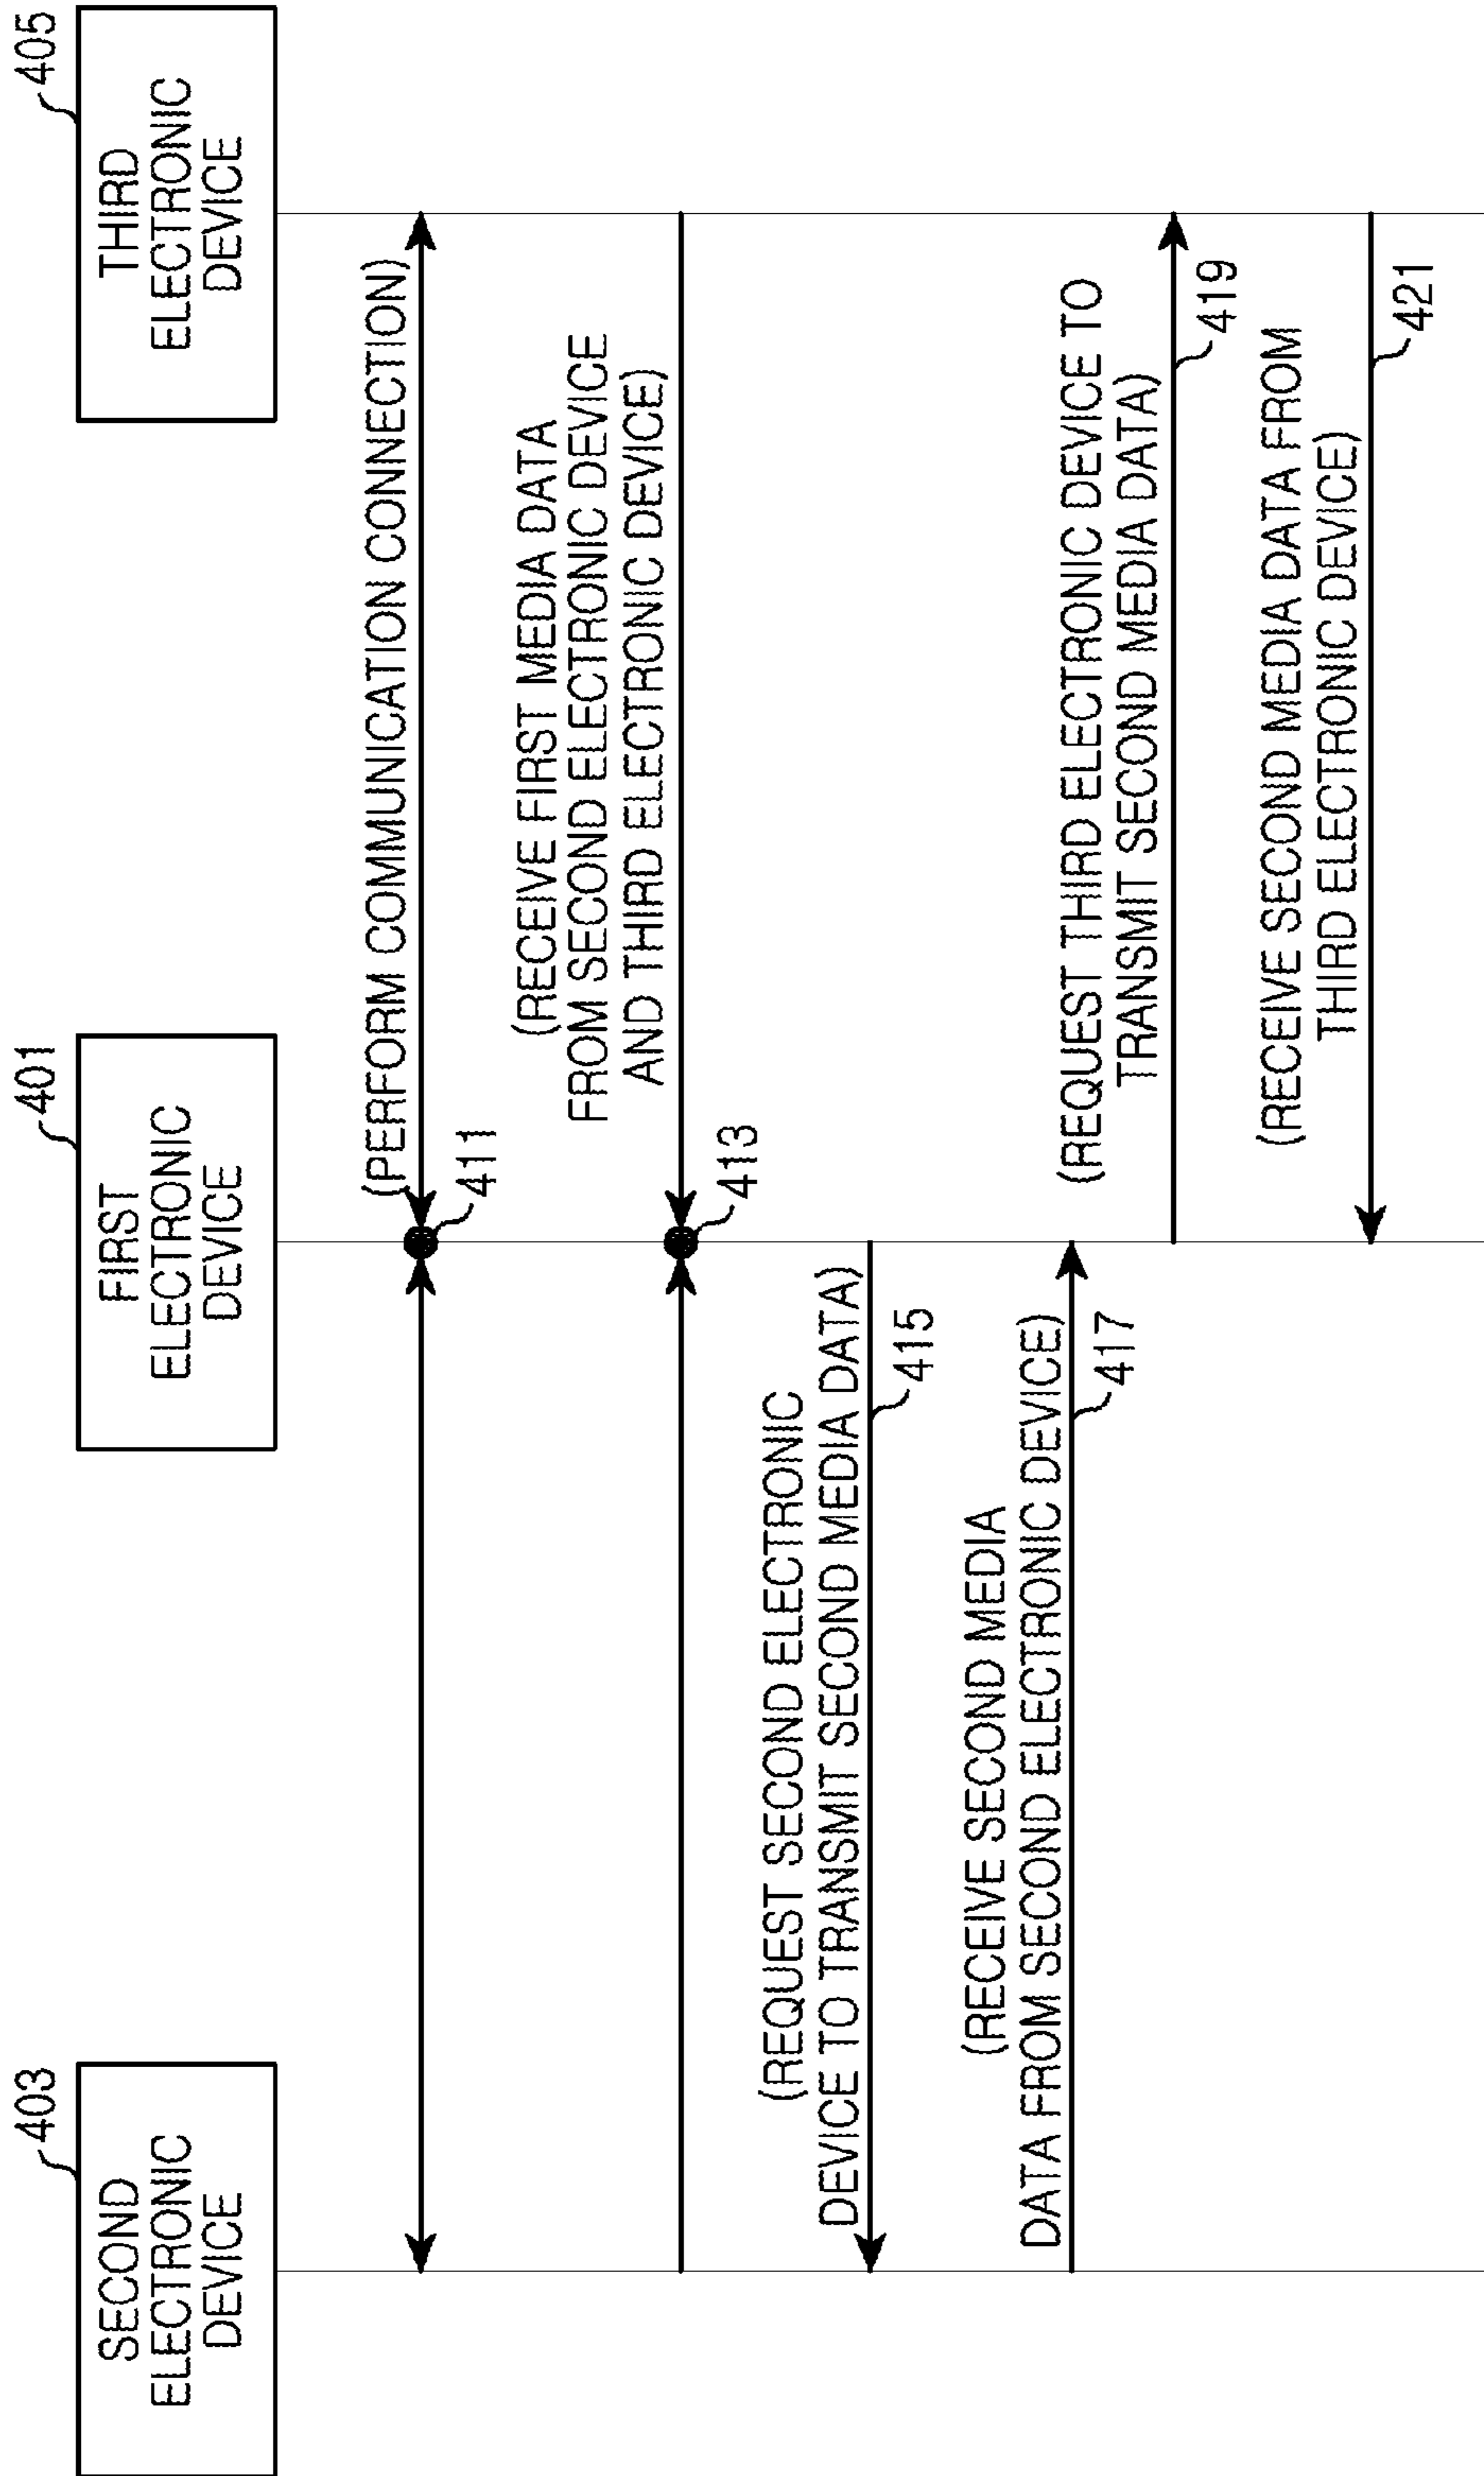 403
SECOND
ELECTRONIC
DEVICE
401
FIRST
ELECTRONIC
DEVICE
405
THIRD
ELECTRONIC
DEVICE
(PERFORM COMMUNICATION CONNECTION)
411
(RECEIVE FIRST MEDIA DATA
FROM SECOND ELECTRONIC DEVICE
AND THIRD ELECTRONIC DEVICE)
413
(REQUEST SECOND ELECTRONIC
DEVICE TO TRANSMIT SECOND MEDIA DATA)
415
(RECEIVE SECOND MEDIA
DATA FROM SECOND ELECTRONIC DEVICE)
417
(REQUEST THIRD ELECTRONIC DEVICE TO
TRANSMIT SECOND MEDIA DATA)
419
(RECEIVE SECOND MEDIA DATA FROM
THIRD ELECTRONIC DEVICE)
421